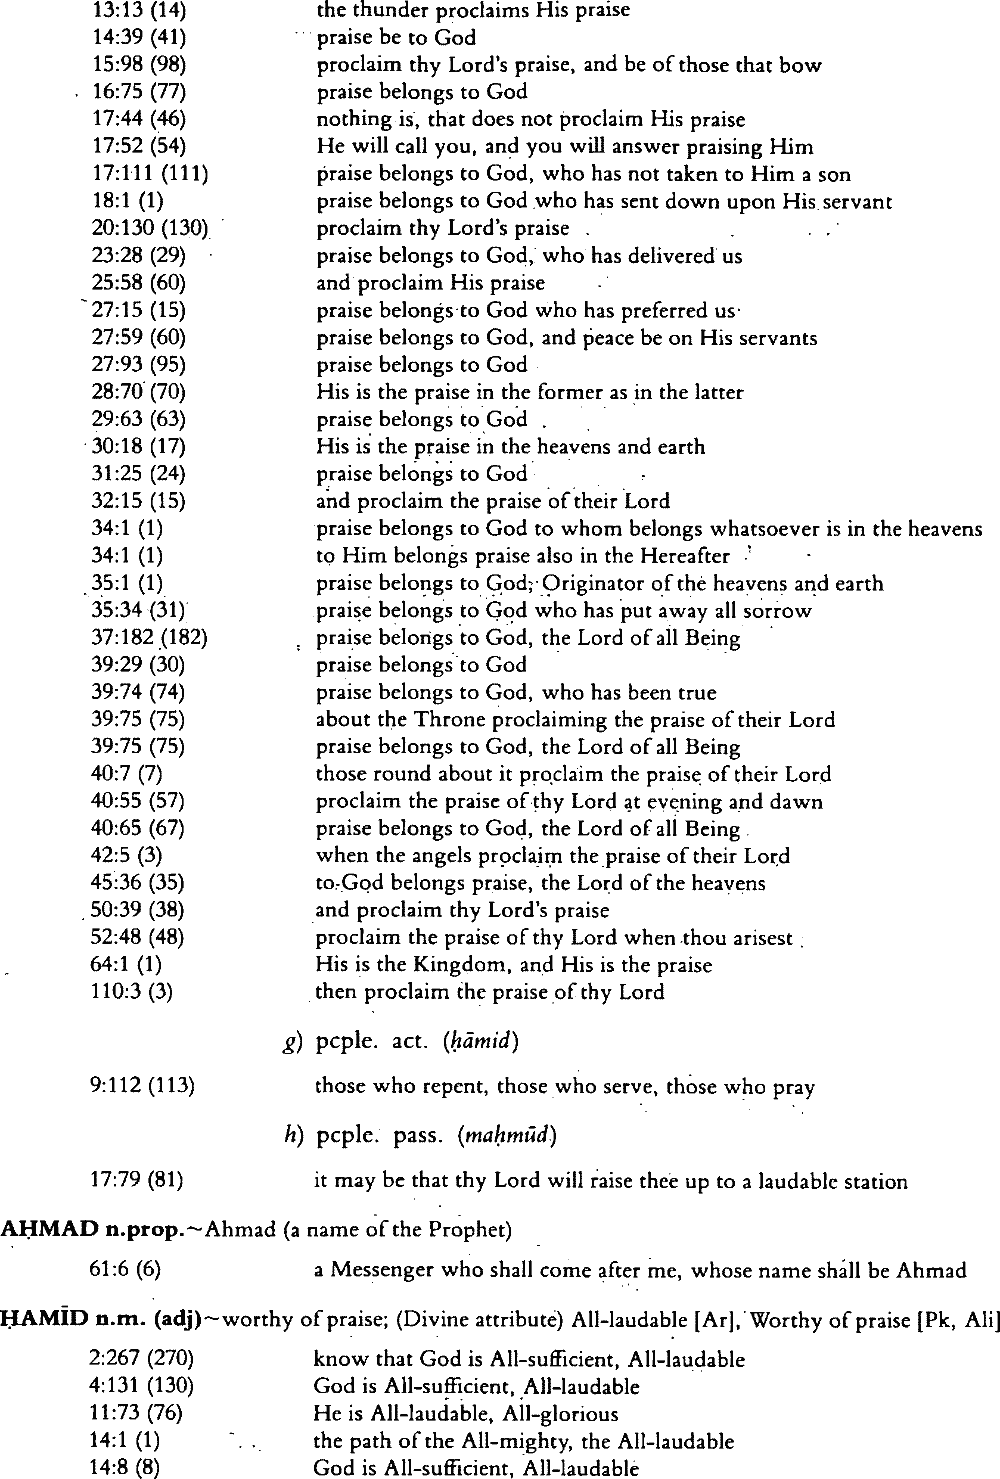 13:13 (14) the thunder proclaims His praise
14:39 (41) praise be to God
15:98 (98) proclaim thy Lord's praise, and be of those that bow
16:75 (77) praise belongs to God
17:44 (46) nothing is, that does not proclaim His praise
17:52 (54) He will call you, and you will answer praising Him
17:111 (111) praise belongs to God, who has not taken to Him a son
18:1 (1) praise belongs to God who has sent down upon His servant
20:130 (130) proclaim thy Lord's praise
23:28 (29) praise belongs to God, who has delivered us
25:58 (60) and proclaim His praise
27:15 (15) praise belongs to God who has preferred us
27:59 (60) praise belongs to God, and peace be on His servants
27:93 (95) praise belongs to God
28:70 (70) His is the praise in the former as in the latter
29:63 (63) praise belongs to God
30:18 (17) His is the praise in the heavens and earth
31:25 (24) praise belongs to God
32:15 (15) and proclaim the praise of their Lord
34:1 (1) praise belongs to God to whom belongs whatsoever is in the heavens
34:1 (1) to Him belongs praise also in the Hereafter
35:1 (1) praise belongs to God, Originator of the heavens and earth
35:34 (31) praise belongs to God who has put away all sorrow
37:182 (182) praise belongs to God, the Lord of all Being
39:29 (30) praise belongs to God
39:74 (74) praise belongs to God, who has been true
39:75 (75) about the Throne proclaiming the praise of their Lord
39:75 (75) praise belongs to God, the Lord of all Being
40:7 (7) those round about it proclaim the praise of their Lord
40:55 (57) proclaim the praise of thy Lord at evening and dawn
40:65 (67) praise belongs to God, the Lord of all Being
42:5 (3) when the angels proclaim the praise of their Lord
45:36 (35) to God belongs praise, the Lord of the heavens
50:39 (38) and proclaim thy Lord's praise
52:48 (48) proclaim the praise of thy Lord when thou arisest
64:1 (1) His is the Kingdom, and His is the praise
110:3 (3) then proclaim the praise of thy Lord
g) pcple. act. (ḥāmid)
9:112 (113) those who repent, those who serve, those who pray
h) pcple. pass. (maḥmūd)
17:79 (81) it may be that thy Lord will raise thee up to a laudable station
AḤMAD n.prop.~Ahmad (a name of the Prophet)
61:6 (6) a Messenger who shall come after me, whose name shall be Ahmad
ḤAMĪD n.m. (adj)~worthy of praise; (Divine attribute) All-laudable [Ar], Worthy of praise [Pk, Ali]
2:267 (270) know that God is All-sufficient, All-laudable
4:131 (130) God is All-sufficient, All-laudable
11:73 (76) He is All-laudable, All-glorious
14:1 (1) the path of the All-mighty, the All-laudable
14:8 (8) God is All-sufficient, All-laudable